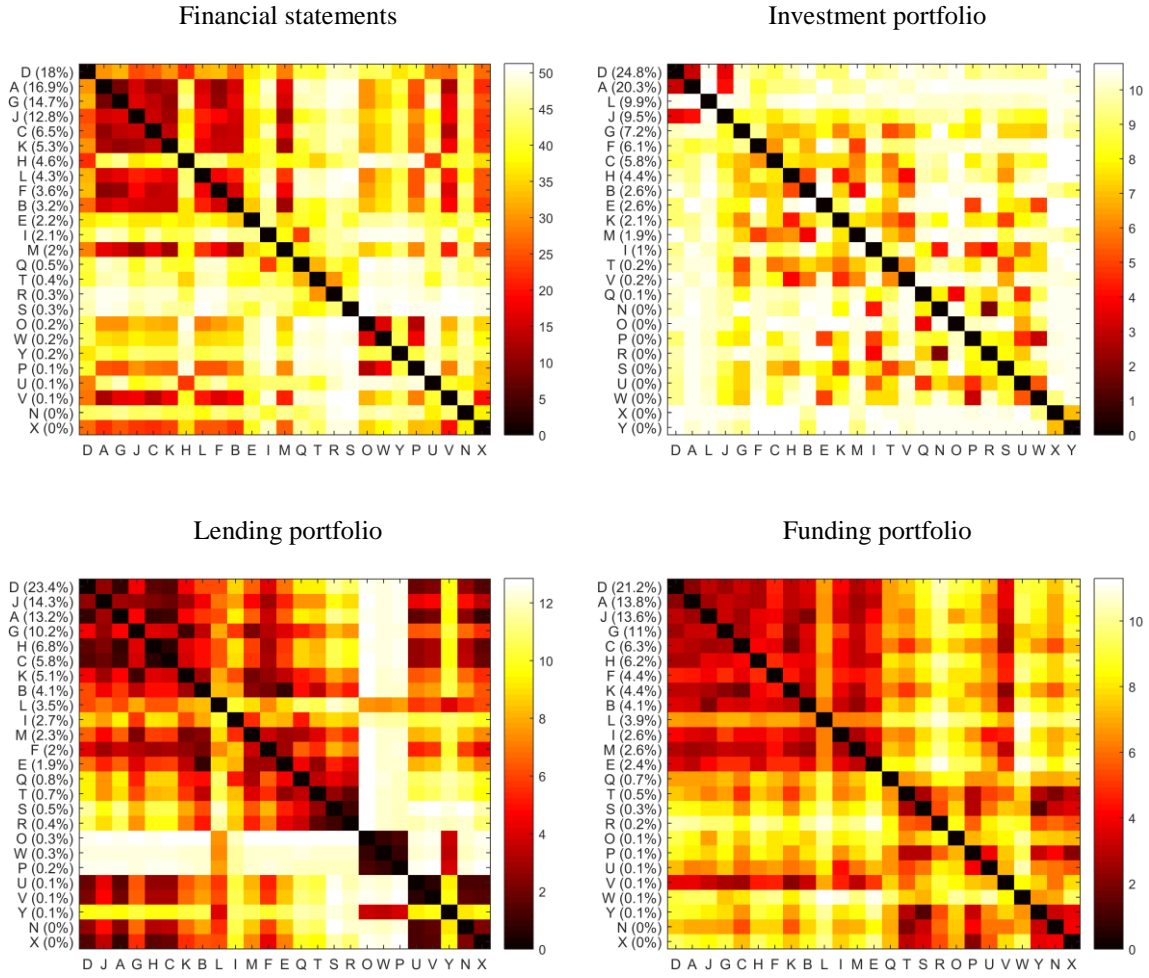 Financial statements
D (18%)
A (16.9%)
G (14.7%)
J (12.8%)
C (6.5%)
K (5.3%)
H (4.6%)
L (4.3%)
F (3.6%)
B (3.2%)
E (2.2%)
I (2.1%)
M (2%)
Q (0.5%)
T (0.4%)
R (0.3%)
S (0.3%)
O (0.2%)
W (0.2%)
Y (0.2%)
P (0.1%)
U (0.1%)
V (0.1%)
N (0%)
X (0%)
D A G J C K H L F B E I M Q T R S O W Y P U V N X
50
45
40
35
30
25
20
15
10
5
0
Investment portfolio
D (24.8%)
A (20.3%)
L (9.9%)
J (9.5%)
G (7.2%)
F (6.1%)
C (5.8%)
H (4.4%)
B (2.6%)
E (2.6%)
K (2.1%)
M (1.9%)
I (1%)
T (0.2%)
V (0.2%)
Q (0.1%)
N (0%)
O (0%)
P (0%)
R (0%)
S (0%)
U (0%)
W (0%)
X (0%)
Y (0%)
D A L J G F C H B E K M I T V Q N O P R S U W X Y
10
9
8
7
6
5
4
3
2
1
0
Lending portfolio
D (23.4%)
J (14.3%)
A (13.2%)
G (10.2%)
H (6.8%)
C (5.8%)
K (5.1%)
B (4.1%)
L (3.5%)
I (2.7%)
M (2.3%)
F (2%)
E (1.9%)
Q (0.8%)
T (0.7%)
S (0.5%)
R (0.4%)
O (0.3%)
W (0.3%)
P (0.2%)
U (0.1%)
V (0.1%)
Y (0.1%)
N (0%)
X (0%)
D J A G H C K B L I M F E Q T S R O W P U V Y N X
12
10
8
6
4
2
0
Funding portfolio
D (21.2%)
A (13.8%)
J (13.6%)
G (11%)
C (6.3%)
H (6.2%)
F (4.4%)
K (4.4%)
B (4.1%)
L (3.9%)
I (2.6%)
M (2.6%)
E (2.4%)
Q (0.7%)
T (0.5%)
S (0.3%)
R (0.2%)
O (0.1%)
P (0.1%)
U (0.1%)
V (0.1%)
W (0.1%)
Y (0.1%)
N (0%)
X (0%)
D A J G C H F K B L I M E Q T S R O P U V W Y N X
10
8
6
4
2
0